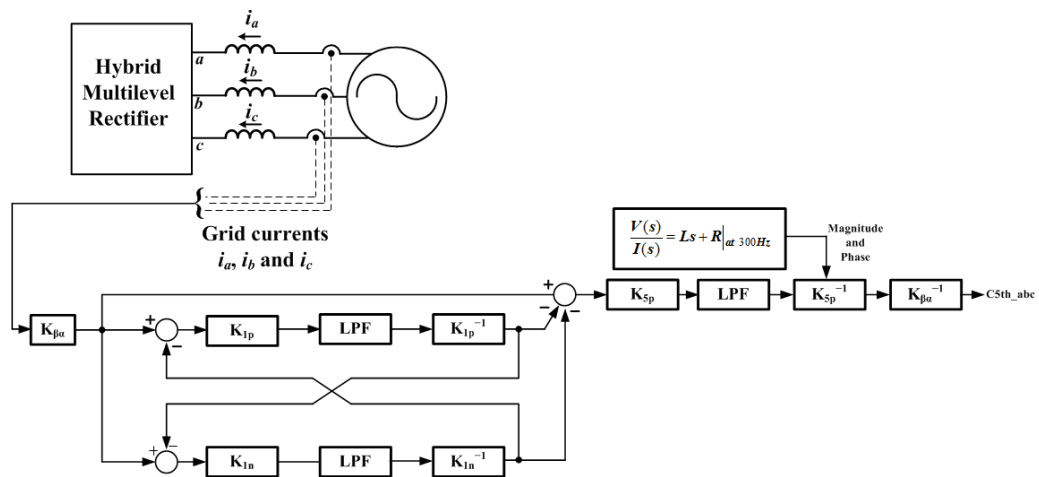 Hybrid
Multilevel
Rectifier
a
b
c
i_a
i_b
i_c
Grid currents
i_a, i_b and i_c
V(s)/I(s) = Ls + R|at 300Hz
Magnitude
and
Phase
K_βα
+
−
K_1p
LPF
K_1p^-1
+
−
−
K_5p
LPF
K_5p^-1
K_βα^-1
C5th_abc
+
−
K_1n
LPF
K_1n^-1